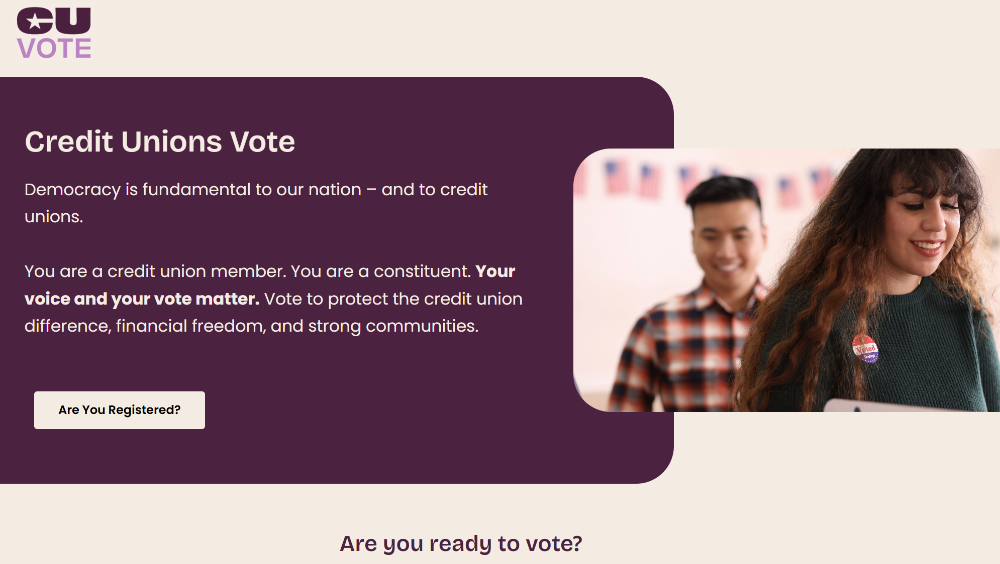 CU
VOTE
Credit Unions Vote
Democracy is fundamental to our nation – and to credit
unions.
You are a credit union member. You are a constituent. Your
voice and your vote matter. Vote to protect the credit union
difference, financial freedom, and strong communities.
I
Voted
Today!
Are You Registered?
Are you ready to vote?